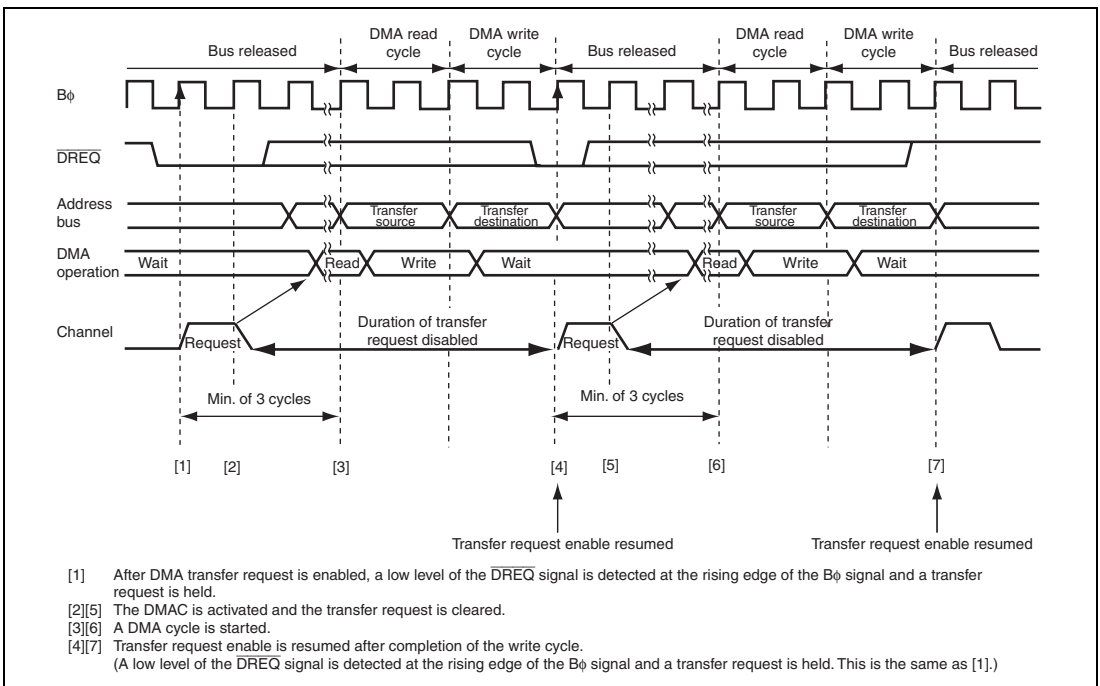 Bus released
DMA read cycle
DMA write cycle
Bus released
DMA read cycle
DMA write cycle
Bus released
Bφ
DREQ
Address bus
Transfer source
Transfer destination
Transfer source
Transfer destination
DMA operation
Wait
Read
Write
Wait
Read
Write
Wait
Channel
Request
Duration of transfer request disabled
Request
Duration of transfer request disabled
Min. of 3 cycles
Min. of 3 cycles
[1]
[2]
[3]
[4]
[5]
[6]
[7]
Transfer request enable resumed
Transfer request enable resumed
[1] After DMA transfer request is enabled, a low level of the DREQ signal is detected at the rising edge of the Bφ signal and a transfer
request is held.
[2][5] The DMAC is activated and the transfer request is cleared.
[3][6] A DMA cycle is started.
[4][7] Transfer request enable is resumed after completion of the write cycle.
(A low level of the DREQ signal is detected at the rising edge of the Bφ signal and a transfer request is held. This is the same as [1].)